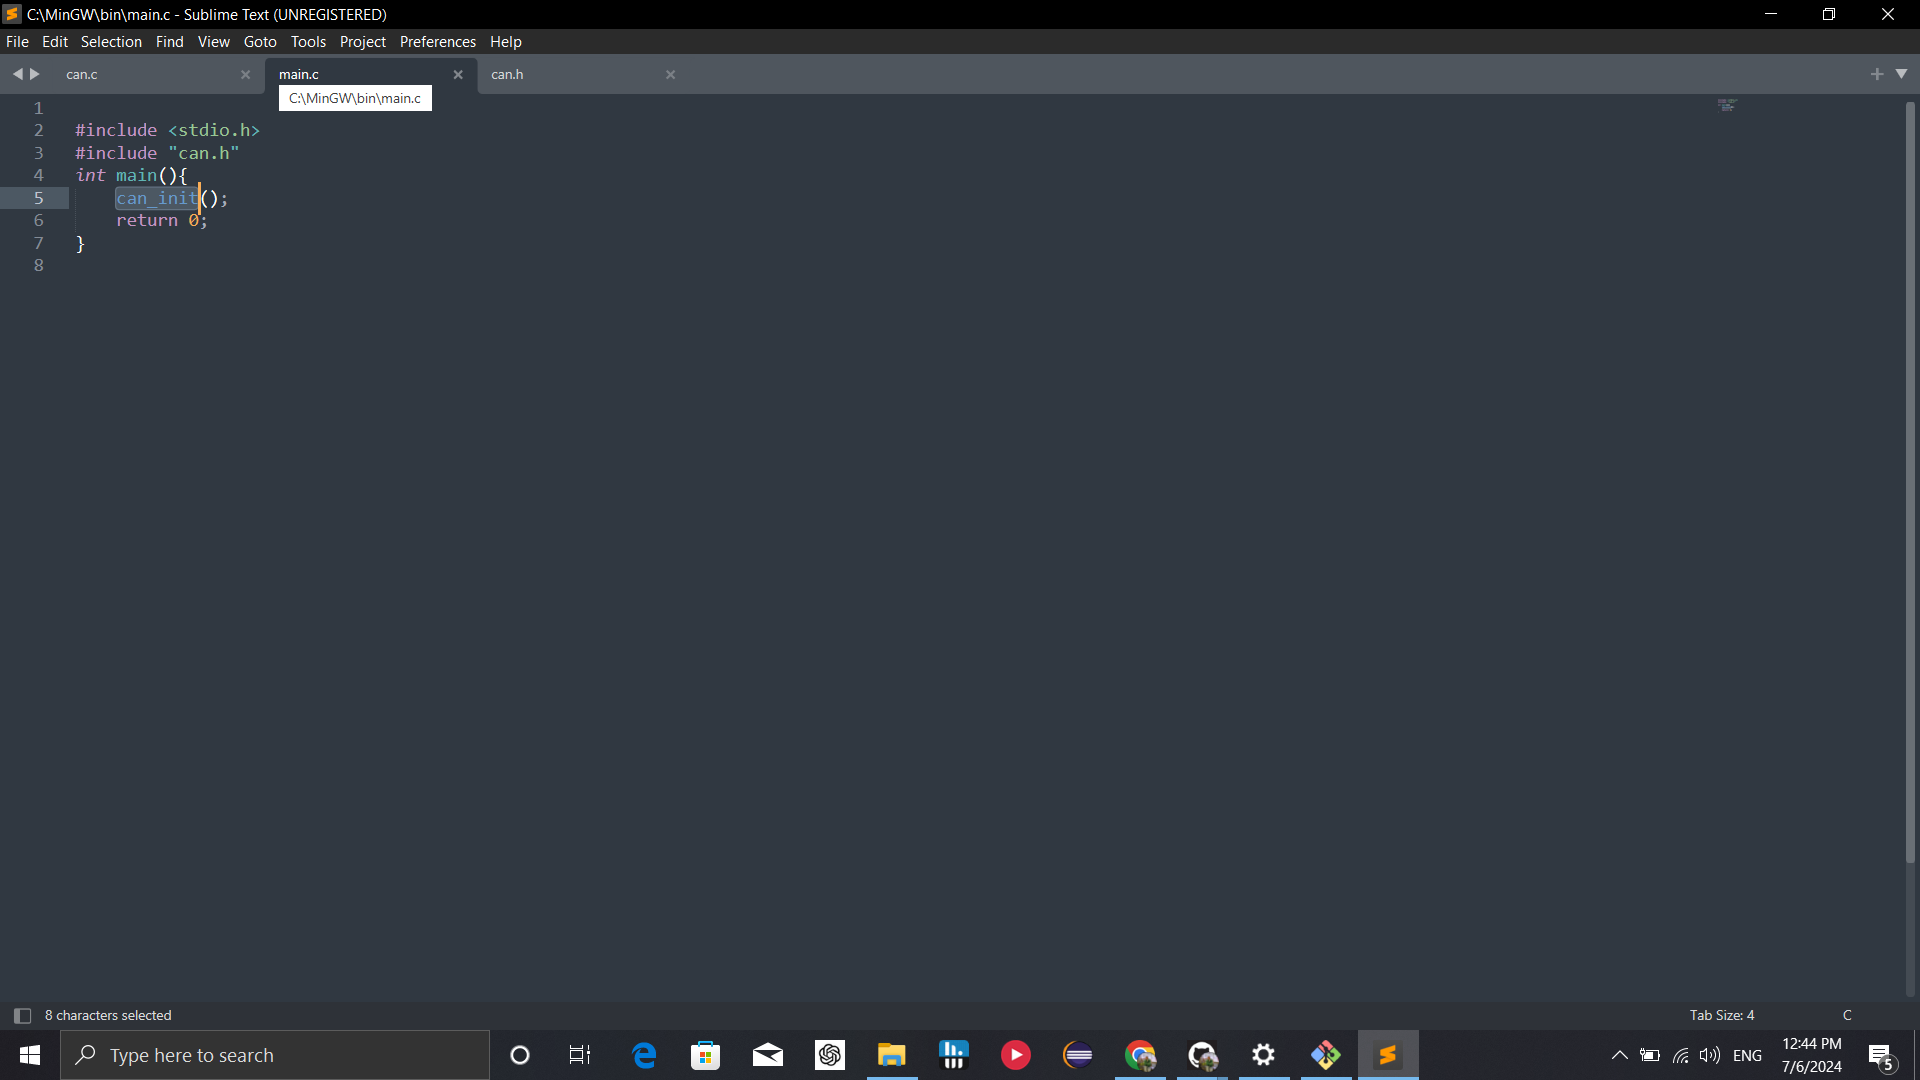 C:\MinGW\bin\main.c - Sublime Text (UNREGISTERED)
File Edit Selection Find View Goto Tools Project Preferences Help
can.c main.c can.h
C:\MinGW\bin\main.c
1
2 #include <stdio.h>
3 #include "can.h"
4 int main(){
5 can_init();
6 return 0;
7 }
8
8 characters selected Tab Size: 4 C
Type here to search ENG 12:44 PM
7/6/2024 5